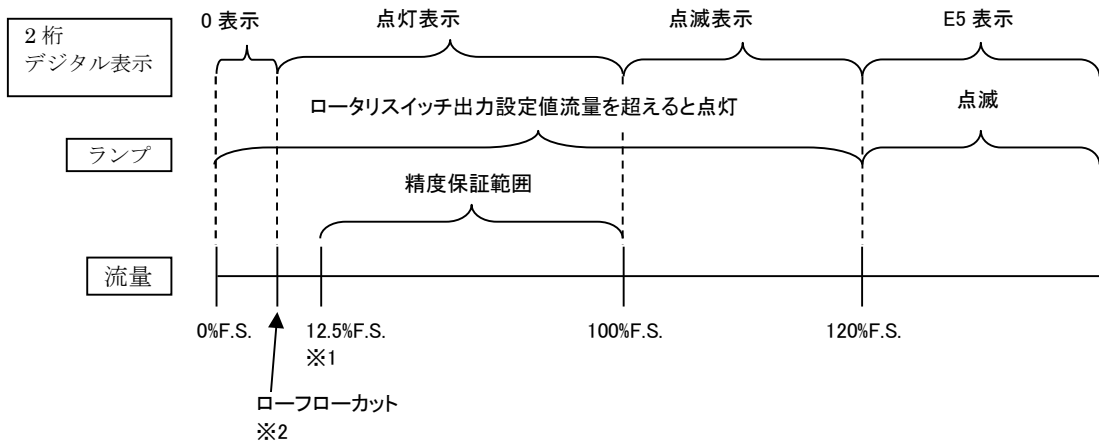 0 表示
点灯表示
点滅表示
E5 表示
2 桁
デジタル表示
ロータリスイッチ出力設定値流量を超えると点灯
点滅
ランプ
精度保証範囲
流量
0%F.S.
12.5%F.S.
100%F.S.
120%F.S.
※1
ローフローカット
※2